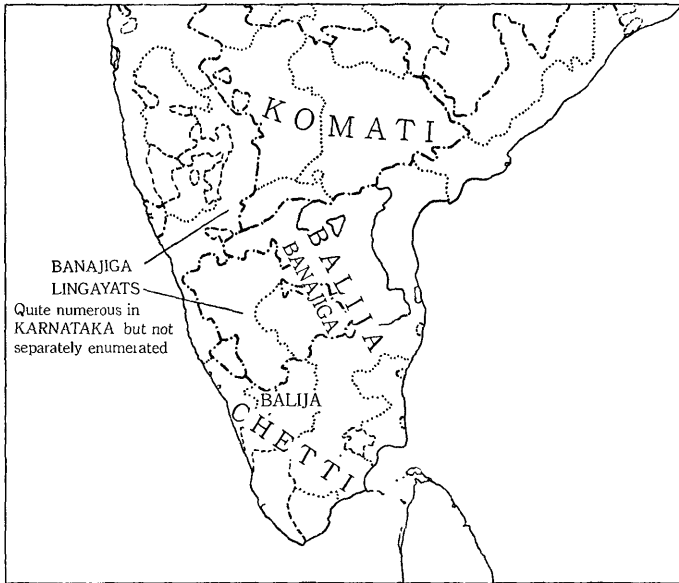 KOMATI
BALIJA
BANAJIGA
BANAJIGA
LINGAYATS
Quite numerous in
KARNATAKA but not
separately enumerated
BALIJA
CHETTI